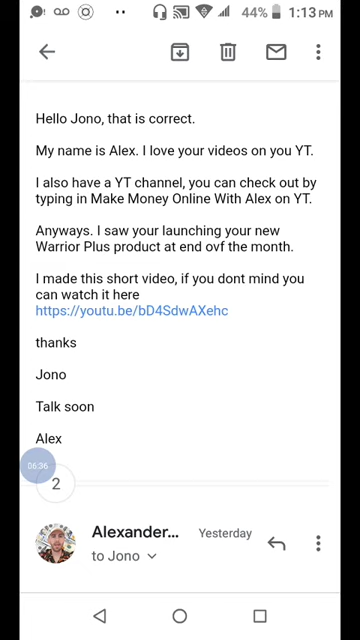 44% 1:13 PM
Hello Jono, that is correct.
My name is Alex. I love your videos on you YT.
I also have a YT channel, you can check out by
typing in Make Money Online With Alex on YT.
Anyways. I saw your launching your new
Warrior Plus product at end ovf the month.
I made this short video, if you dont mind you
can watch it here
https://youtu.be/bD4SdwAXehc
thanks
Jono
Talk soon
Alex
06:36
2
Alexander... Yesterday
to Jono